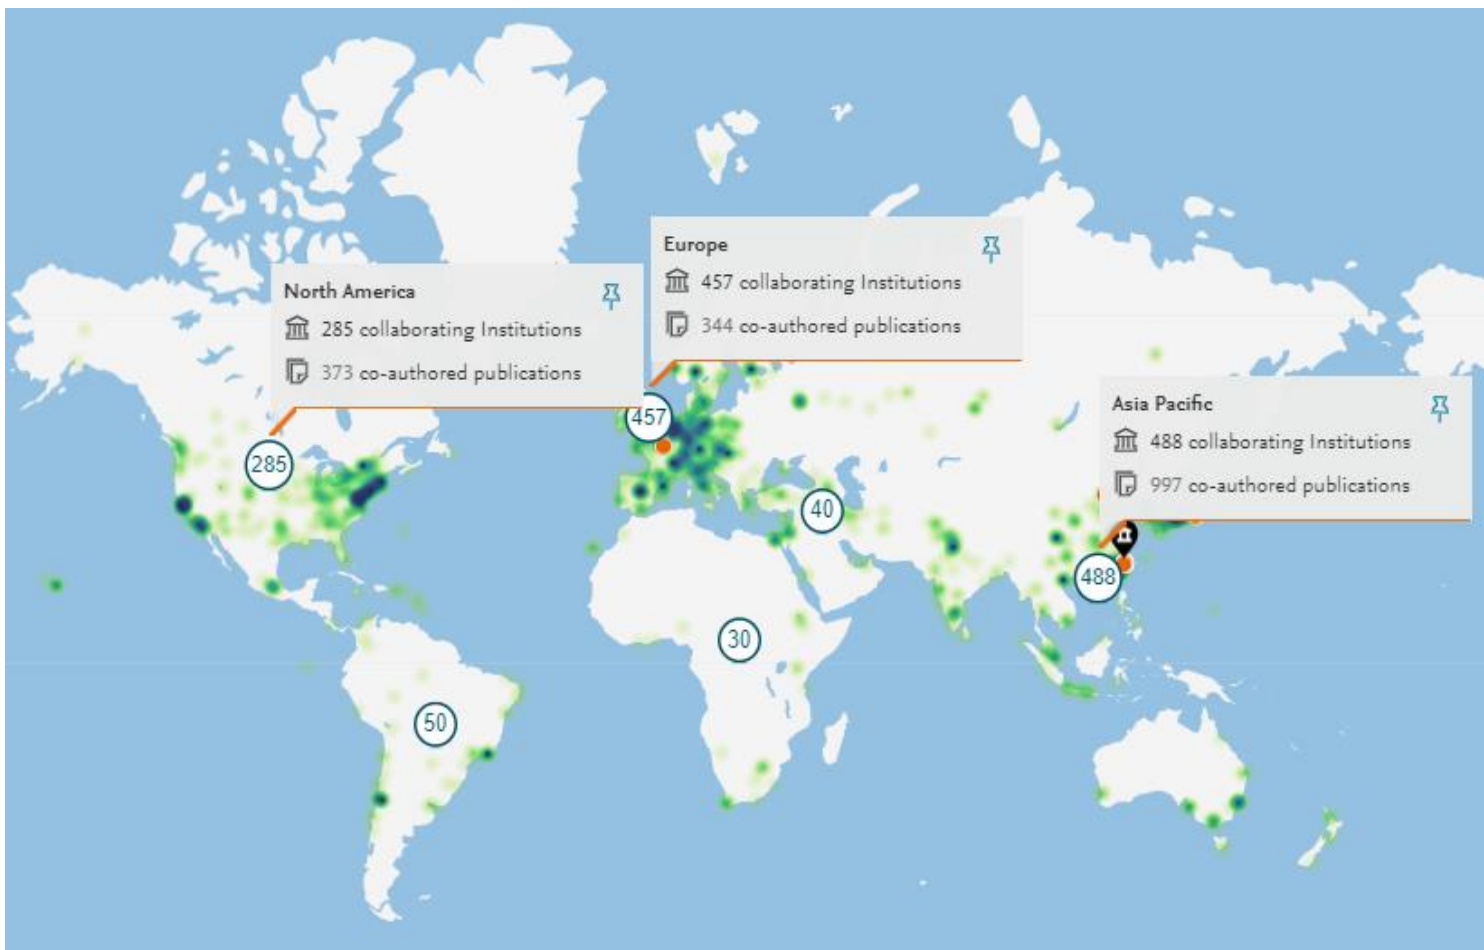 Europe
457 collaborating Institutions
344 co-authored publications
North America
285 collaborating Institutions
373 co-authored publications
Asia Pacific
488 collaborating Institutions
997 co-authored publications
457
285
40
488
30
50